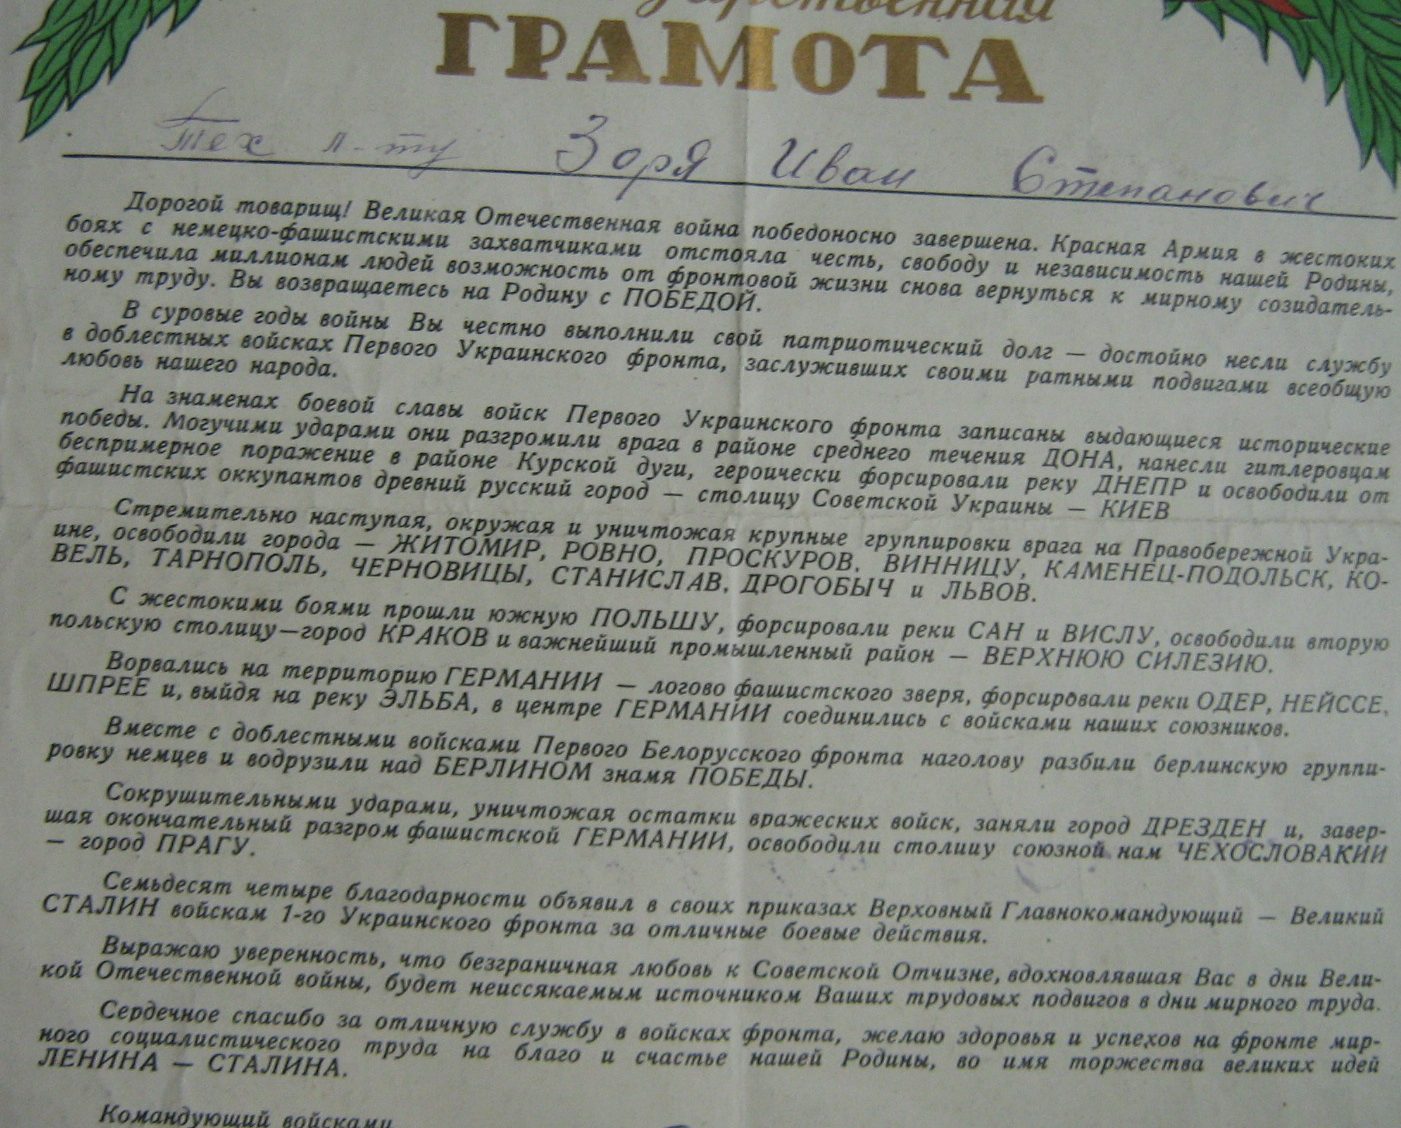 ГРАМОТА
Тех л-ту Заря Иван Степанович
Дорогой товарищ! Великая Отечественная война победоносно завершена. Красная Армия в жестоких
боях с немецко-фашистскими захватчиками отстояла честь, свободу и независимость нашей Родины,
обеспечила миллионам людей возможность от фронтовой жизни снова вернуться к мирному созидатель-
ному труду. Вы возвращаетесь на Родину с ПОБЕДОЙ.
В суровые годы войны Вы честно выполнили свой патриотический долг — достойно несли службу
в доблестных войсках Первого Украинского фронта, заслуживших своими ратными подвигами всеобщую
любовь нашего народа.
На знаменах боевой славы войск Первого Украинского фронта записаны выдающиеся исторические
победы. Могучими ударами они разгромили врага в районе среднего течения ДОНА, нанесли гитлеровцам
беспримерное поражение в районе Курской дуги, героически форсировали реку ДНЕПР и освободили от
фашистских оккупантов древний русский город — столицу Советской Украины — КИЕВ
Стремительно наступая, окружая и уничтожая крупные группировки врага на Правобережной Укра-
ине, освободили города — ЖИТОМИР, РОВНО, ПРОСКУРОВ, ВИННИЦУ, КАМЕНЕЦ-ПОДОЛЬСК, КО-
ВЕЛЬ, ТАРНОПОЛЬ, ЧЕРНОВИЦЫ, СТАНИСЛАВ, ДРОГОБЫЧ и ЛЬВОВ.
С жестокими боями прошли южную ПОЛЬШУ, форсировали реки САН и ВИСЛУ, освободили вторую
польскую столицу—город КРАКОВ и важнейший промышленный район — ВЕРХНЮЮ СИЛЕЗИЮ.
Ворвались на территорию ГЕРМАНИИ — логово фашистского зверя, форсировали реки ОДЕР, НЕЙССЕ,
ШПРЕЕ и, выйдя на реку ЭЛЬБА, в центре ГЕРМАНИИ соединились с войсками наших союзников.
Вместе с доблестными войсками Первого Белорусского фронта наголову разбили берлинскую группи-
ровку немцев и водрузили над БЕРЛИНОМ знамя ПОБЕДЫ.
Сокрушительными ударами, уничтожая остатки вражеских войск, заняли город ДРЕЗДЕН и, завер-
шая окончательный разгром фашистской ГЕРМАНИИ, освободили столицу союзной нам ЧЕХОСЛОВАКИИ
— город ПРАГУ.
Семьдесят четыре благодарности объявил в своих приказах Верховный Главнокомандующий — Великий
СТАЛИН войскам 1-го Украинского фронта за отличные боевые действия.
Выражаю уверенность, что безграничная любовь к Советской Отчизне, вдохновлявшая Вас в дни Вели-
кой Отечественной войны, будет неиссякаемым источником Ваших трудовых подвигов в дни мирного труда.
Сердечное спасибо за отличную службу в войсках фронта, желаю здоровья и успехов на фронте мир-
ного социалистического труда на благо и счастье нашей Родины, во имя торжества великих идей
ЛЕНИНА — СТАЛИНА.
Командующий войсками